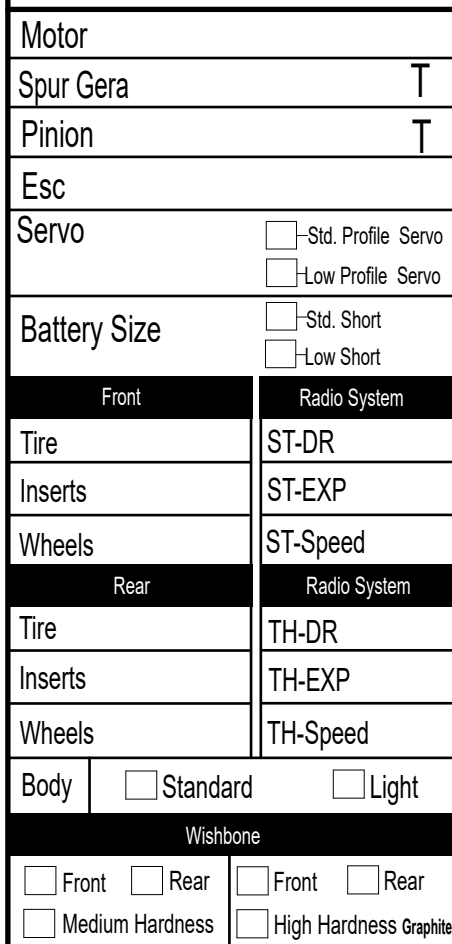 Motor
Spur Gera T
Pinion T
Esc
Servo
Std. Profile Servo
Low Profile Servo
Battery Size
Std. Short
Low Short
Front Radio System
Tire ST-DR
Inserts ST-EXP
Wheels ST-Speed
Rear Radio System
Tire TH-DR
Inserts TH-EXP
Wheels TH-Speed
Body Standard Light
Wishbone
Front Rear Front Rear
Medium Hardness High Hardness Graphite